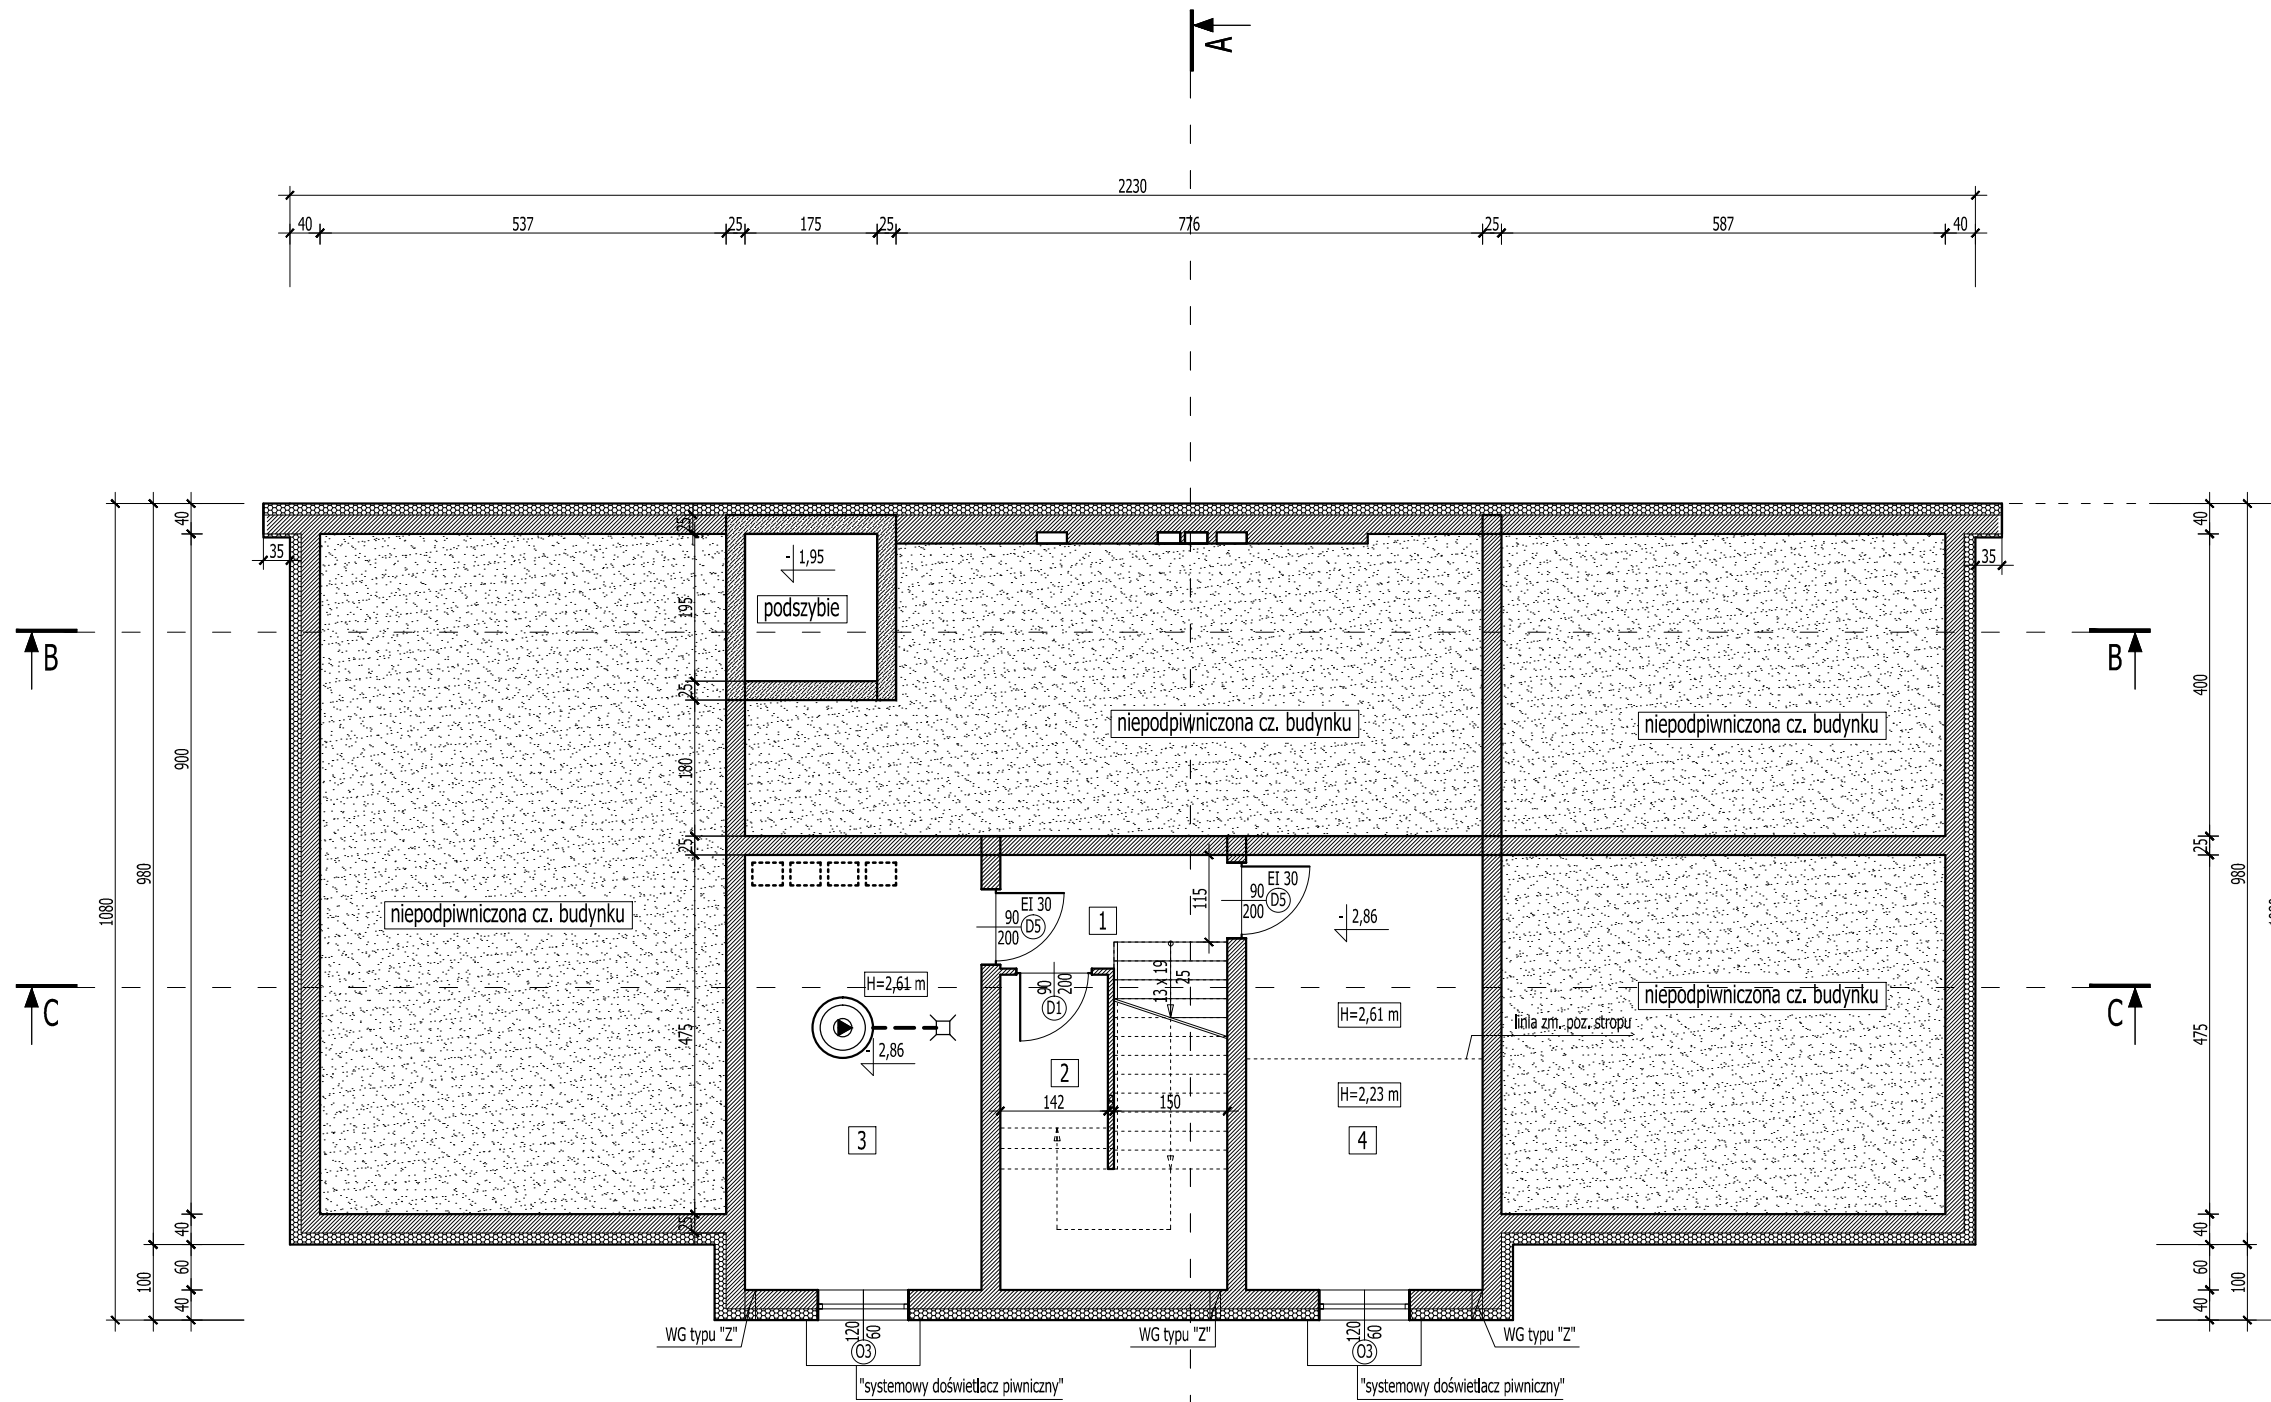 A
2230
40
537
25
175
25
776
25
587
40
40
25
40
35
- 1,95
35
195
podszybie
B
B
25
400
niepodpiwniczona cz. budynku
niepodpiwniczona cz. budynku
900
180
25
25
980
980
1080
niepodpiwniczona cz. budynku
EI 30
90
200
D5
1
115
EI 30
90
200
D5
- 2,86
H=2,61 m
90
200
D1
13 x 19
25
niepodpiwniczona cz. budynku
C
C
H=2,61 m
linia zm. poz. stropu
475
475
- 2,86
2
142
150
H=2,23 m
3
4
40
25
40
60
100
60
100
40
40
WG typu "Z"
120
60
O3
WG typu "Z"
120
60
O3
WG typu "Z"
"systemowy doświetlacz piwniczny"
"systemowy doświetlacz piwniczny"